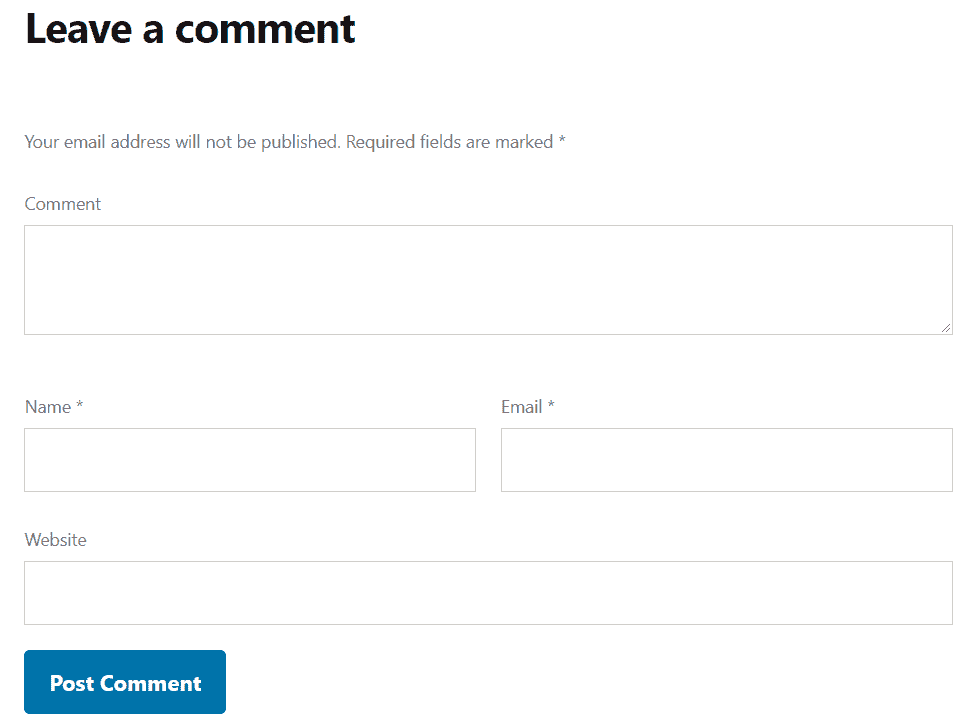 Leave a comment
Your email address will not be published. Required fields are marked *
Comment
Name *
Email *
Website
Post Comment